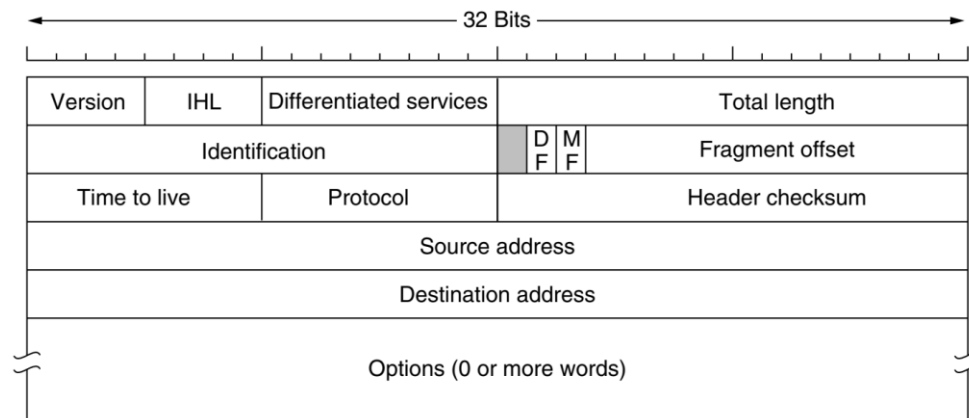 32 Bits
Version IHL Differentiated services Total length
Identification D F M F Fragment offset
Time to live Protocol Header checksum
Source address
Destination address
Options (0 or more words)